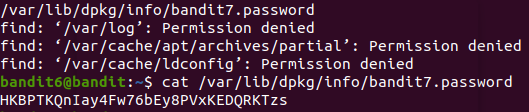 /var/lib/dpkg/info/bandit7.password
find: ‘/var/log’: Permission denied
find: ‘/var/cache/apt/archives/partial’: Permission denied
find: ‘/var/cache/ldconfig’: Permission denied
bandit6@bandit:~$ cat /var/lib/dpkg/info/bandit7.password
HKBPTKQnIay4Fw76bEy8PVxKEDQRKTzs